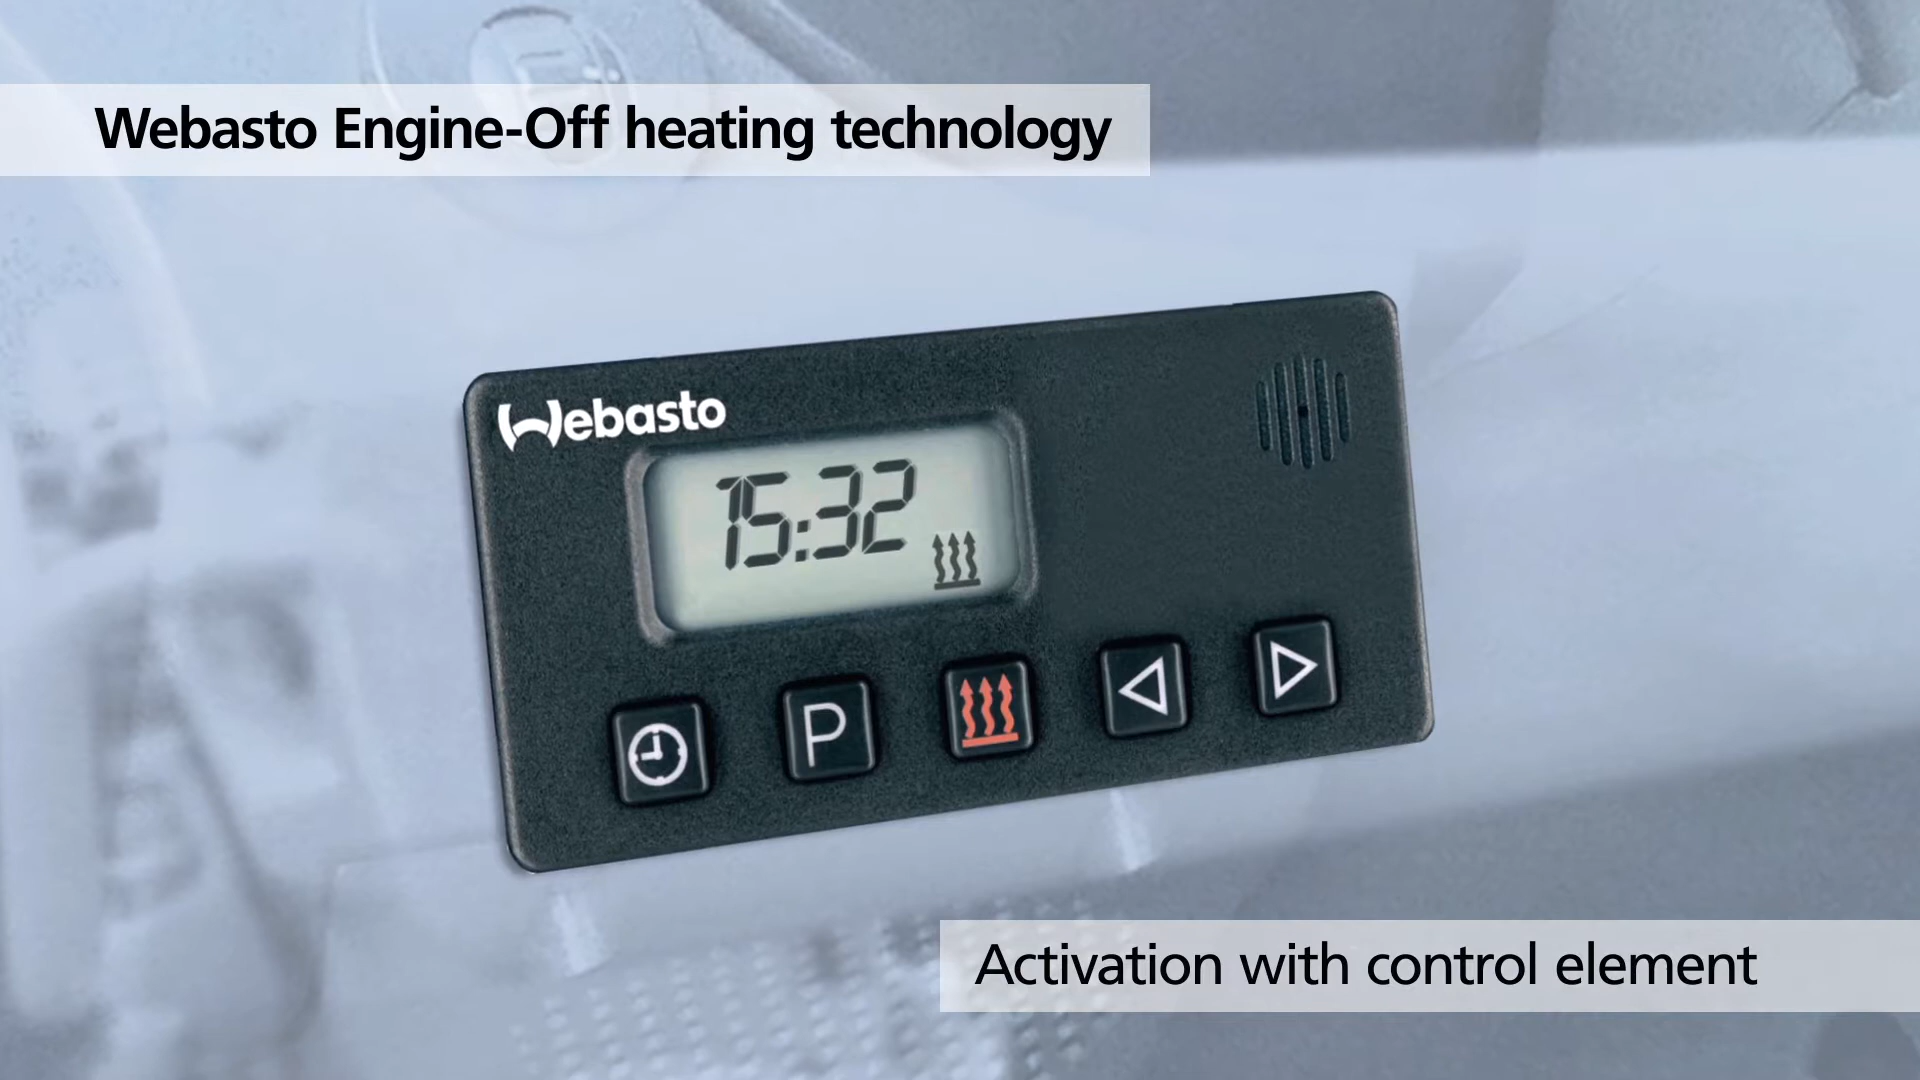 Webasto Engine-Off heating technology
Webasto
15:32
P
Activation with control element